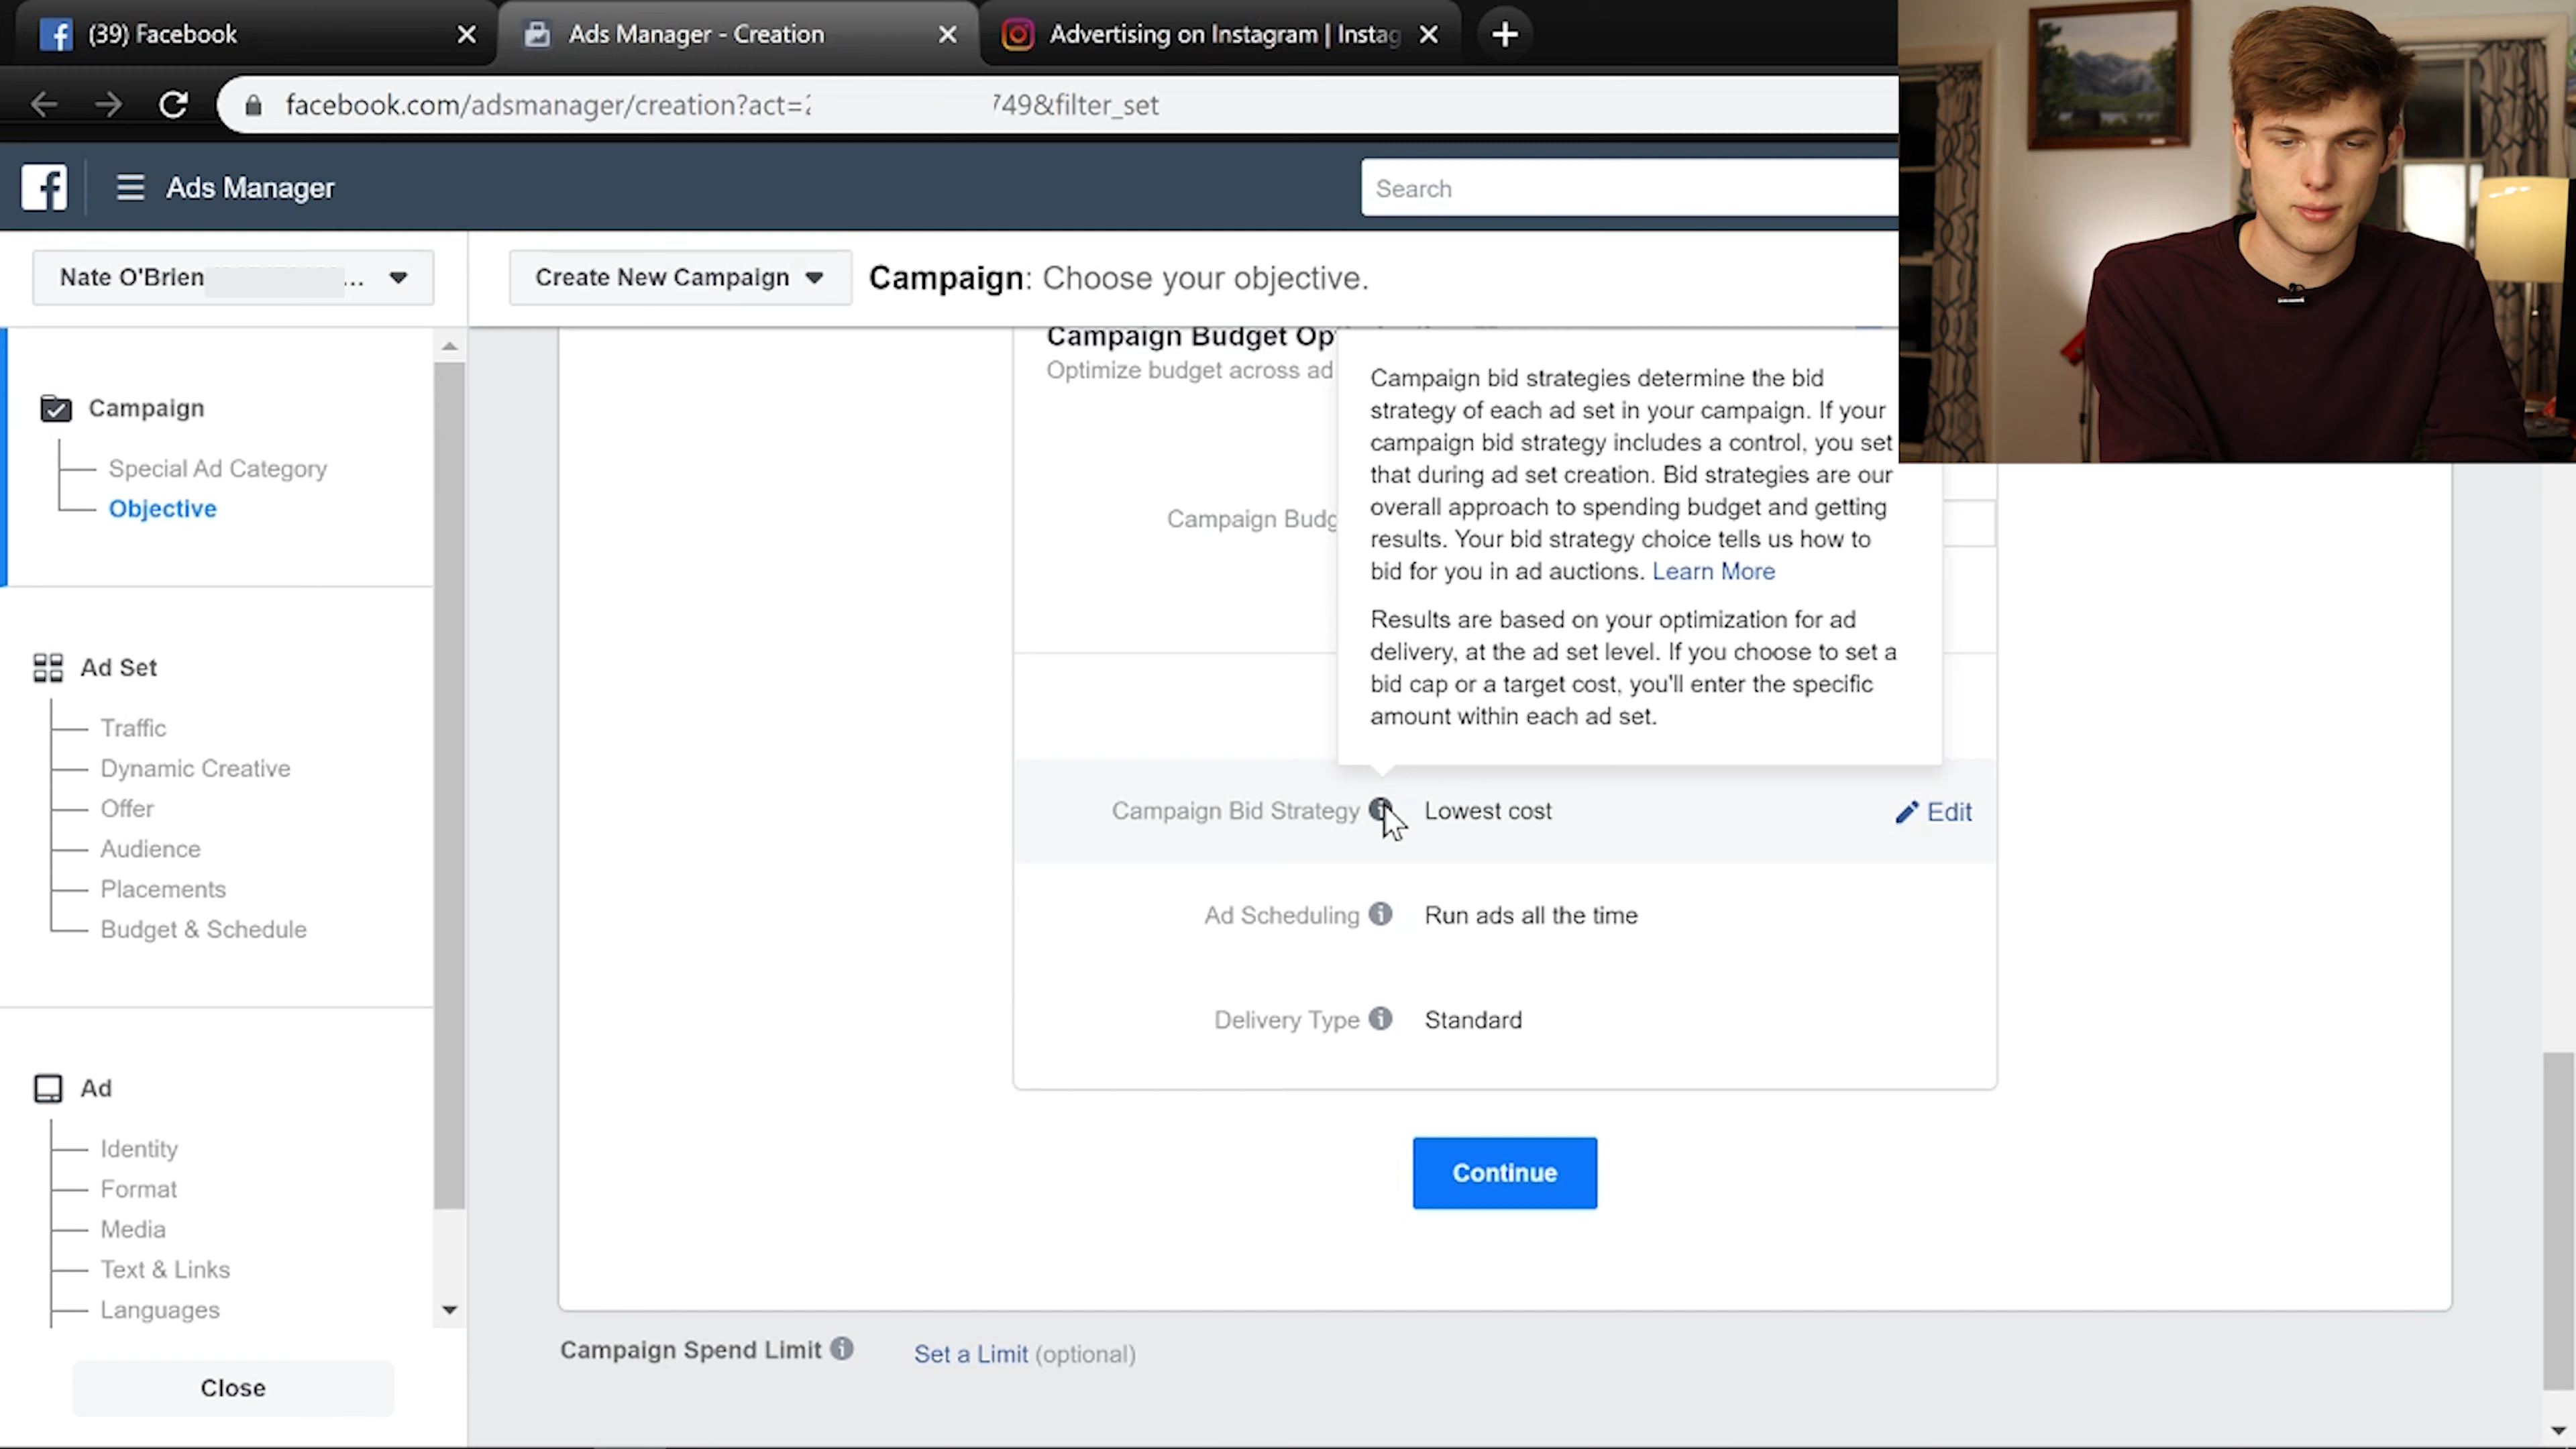 (39) Facebook
Ads Manager - Creation
Advertising on Instagram | Instag
facebook.com/adsmanager/creation?act=
749&filter_set
Ads Manager
Search
Nate O'Brien ...
Create New Campaign
Campaign: Choose your objective.
Campaign
Special Ad Category
Objective
Ad Set
Traffic
Dynamic Creative
Offer
Audience
Placements
Budget & Schedule
Ad
Identity
Format
Media
Text & Links
Languages
Close
Campaign Budget Op
Optimize budget across ad
Campaign Budg
Campaign bid strategies determine the bid
strategy of each ad set in your campaign. If your
campaign bid strategy includes a control, you set
that during ad set creation. Bid strategies are our
overall approach to spending budget and getting
results. Your bid strategy choice tells us how to
bid for you in ad auctions. Learn More
Results are based on your optimization for ad
delivery, at the ad set level. If you choose to set a
bid cap or a target cost, you'll enter the specific
amount within each ad set.
Campaign Bid Strategy Lowest cost Edit
Ad Scheduling Run ads all the time
Delivery Type Standard
Continue
Campaign Spend Limit Set a Limit (optional)